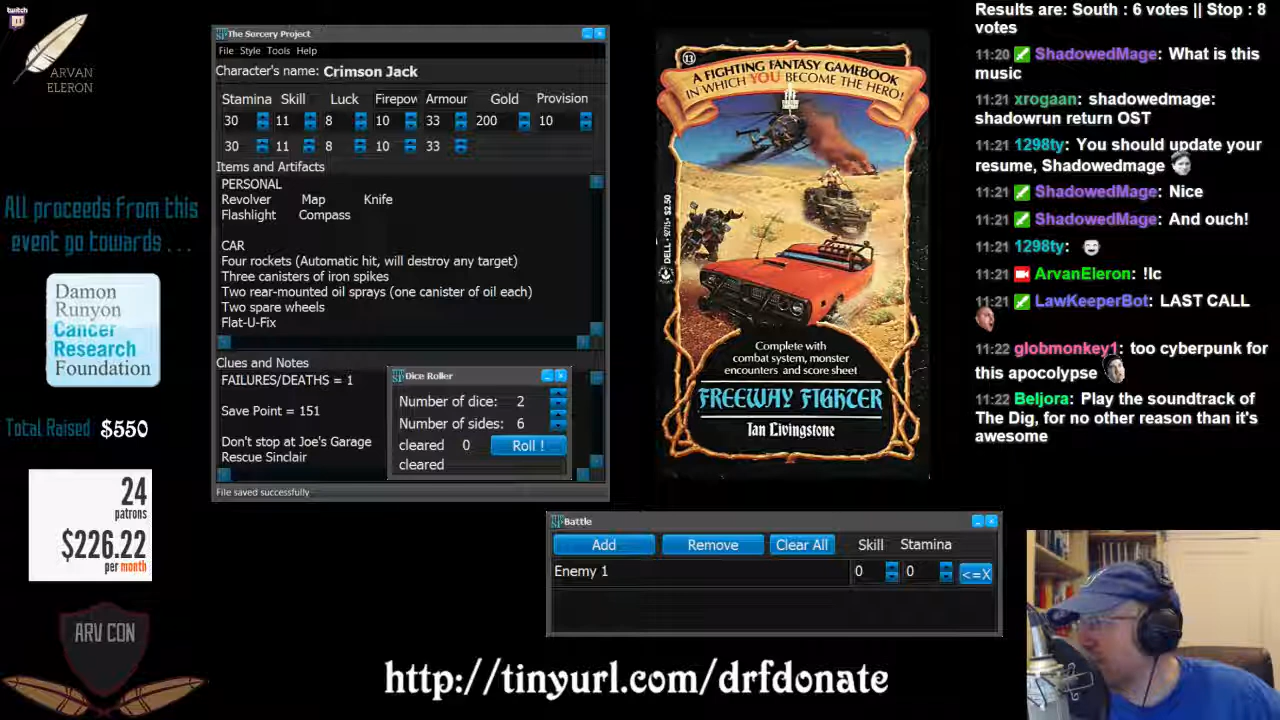 twitch
ARVAN
ELERON
All proceeds from this
event go towards . . .
Damon
Runyon
Cancer
Research
Foundation
Total Raised $550
24
patrons
$226.22
per month
ARV CON
The Sorcery Project
File Style Tools Help
Character's name: Crimson Jack
Stamina Skill Luck Firepow Armour Gold Provision
30 11 8 10 33 200 10
30 11 8 10 33
Items and Artifacts
PERSONAL
Revolver Map Knife
Flashlight Compass
CAR
Four rockets (Automatic hit, will destroy any target)
Three canisters of iron spikes
Two rear-mounted oil sprays (one canister of oil each)
Two spare wheels
Flat-U-Fix
Clues and Notes
FAILURES/DEATHS = 1
Save Point = 151
Don't stop at Joe's Garage
Rescue Sinclair
File saved successfully
Dice Roller
Number of dice: 2
Number of sides: 6
cleared 0 Roll !
cleared
13
A FIGHTING FANTASY GAMEBOOK
IN WHICH YOU BECOME THE HERO!
DELL • 92715 • $2.50
Complete with
combat system, monster
encounters and score sheet
FREEWAY FIGHTER
Ian Livingstone
Battle
Add Remove Clear All Skill Stamina
Enemy 1 0 0 <=X
http://tinyurl.com/drfdonate
Results are: South : 6 votes || Stop : 8
votes
11:20 ShadowedMage: What is this
music
11:21 xrogaan: shadowedmage:
shadowrun return OST
11:21 1298ty: You should update your
resume, Shadowedmage
11:21 ShadowedMage: Nice
11:21 ShadowedMage: And ouch!
11:21 1298ty:
11:21 ArvanEleron: !lc
11:21 LawKeeperBot: LAST CALL
11:22 globmonkey1: too cyberpunk for
this apocolypse
11:22 Beljora: Play the soundtrack of
The Dig, for no other reason than it's
awesome